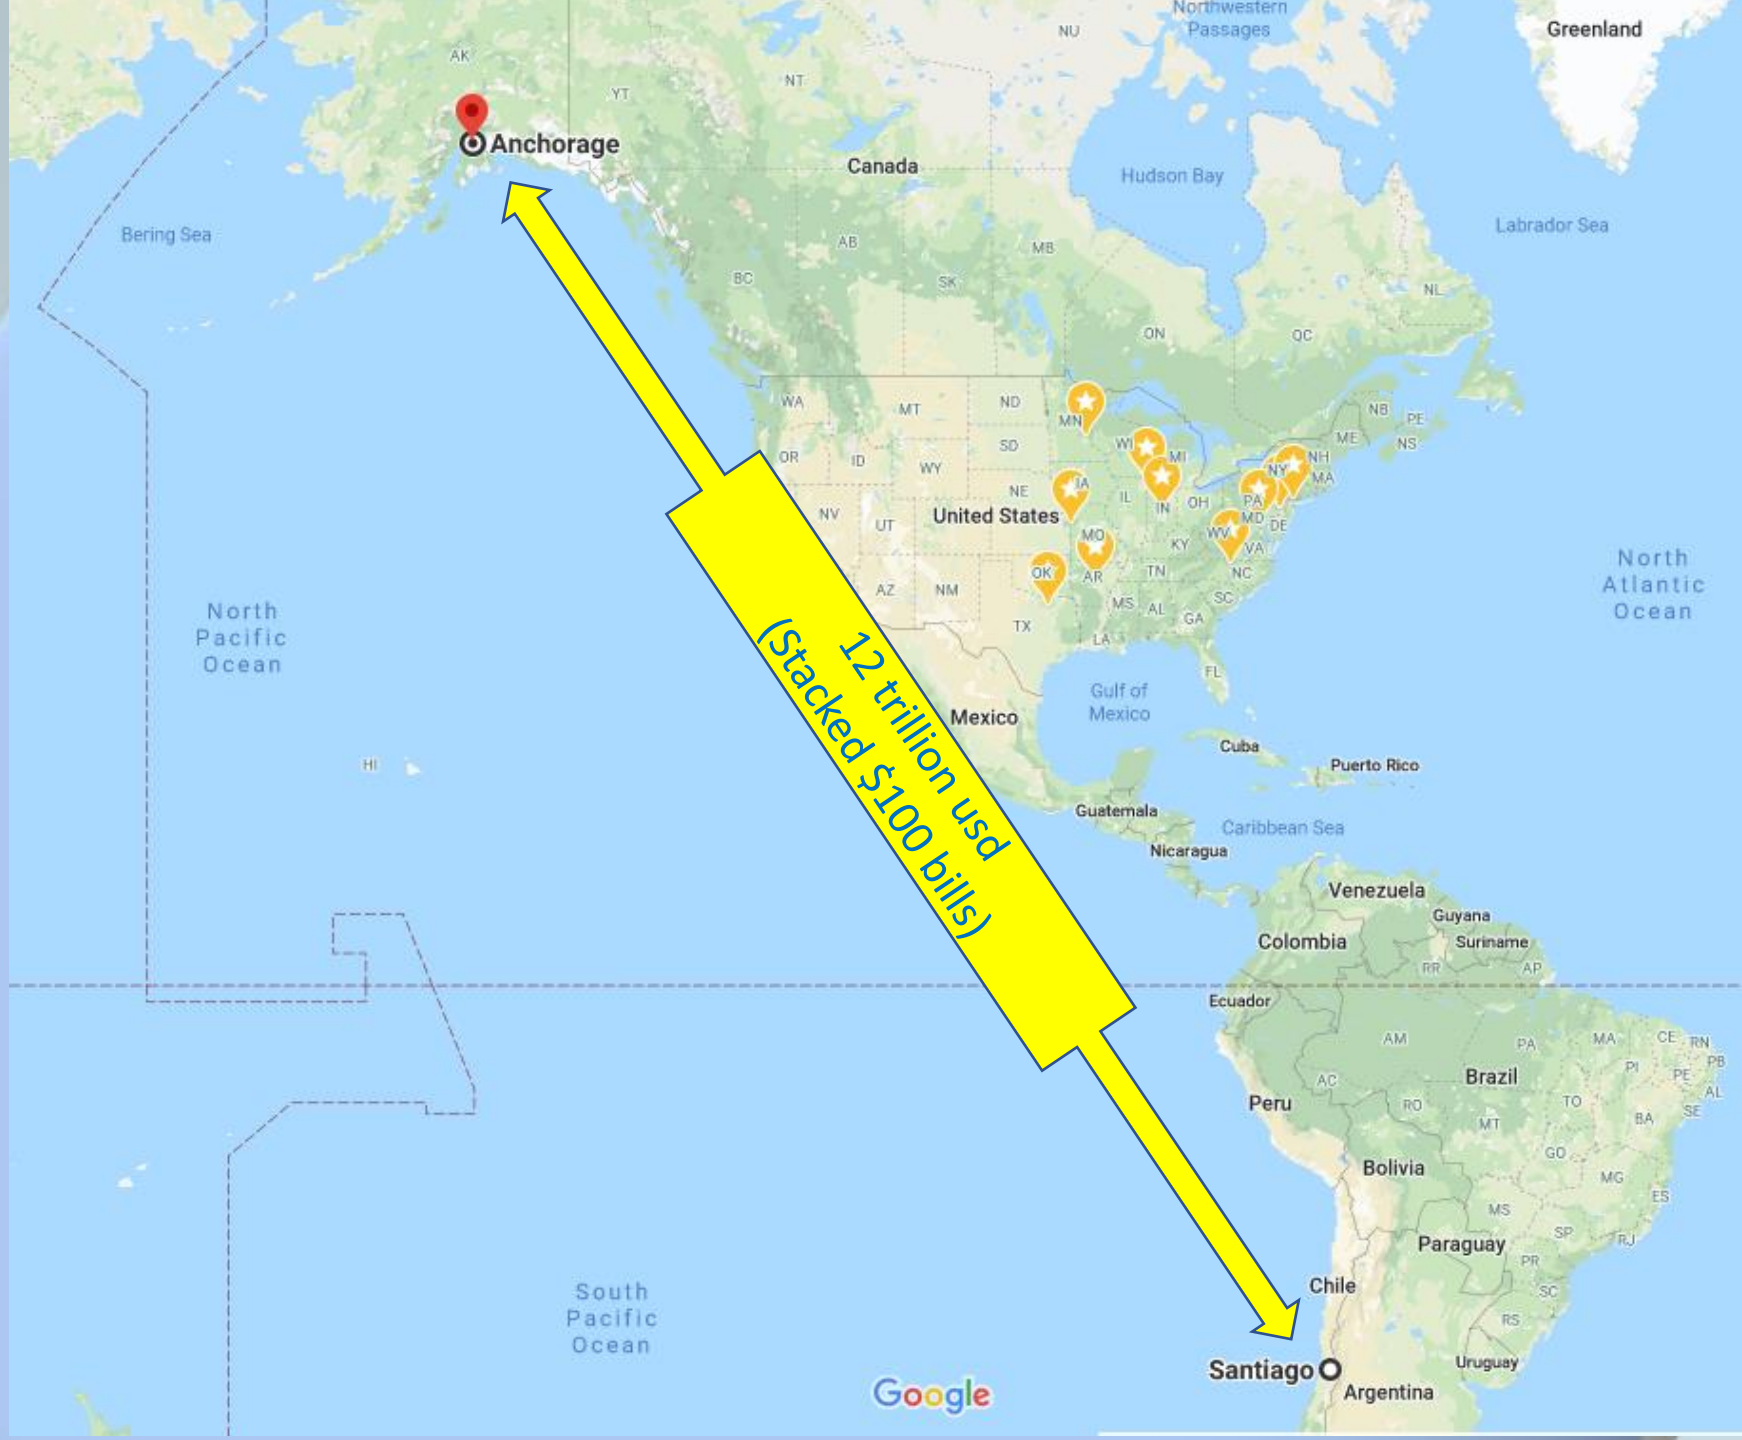 Northwestern
Passages
Greenland
NU
AK
NT
YT
Anchorage
Canada
Hudson Bay
Labrador Sea
Bering Sea
AB
MB
BC
SK
NL
ON
QC
WA
MT
ND
MN
NB
PE
ME
NS
OR
ID
SD
WI
MI
NH
WY
NY
MA
NE
IA
IL
IN
OH
PA
NV
UT
United States
MD
DE
WV
MO
KY
VA
OK
AR
TN
NC
AZ
NM
MS
AL
SC
GA
TX
LA
FL
North
Pacific
Ocean
North
Atlantic
Ocean
12 trillion usd
(Stacked $100 bills)
Gulf of
Mexico
Mexico
Cuba
Puerto Rico
HI
Guatemala
Caribbean Sea
Nicaragua
Venezuela
Guyana
Colombia
Suriname
RR
AP
Ecuador
AM
PA
MA
CE
RN
PB
PI
PE
AL
AC
Brazil
Peru
RO
TO
BA
SE
MT
GO
Bolivia
MG
ES
MS
SP
RJ
Paraguay
PR
Chile
SC
RS
South
Pacific
Ocean
Santiago
Uruguay
Argentina
Google